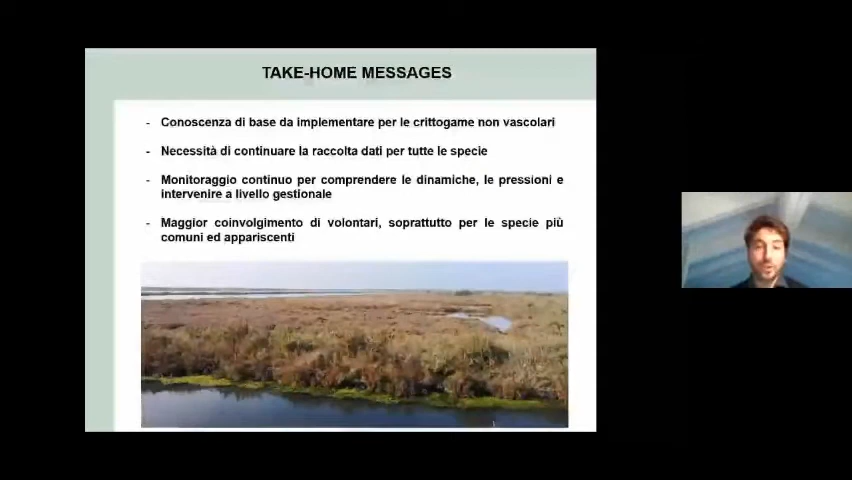 TAKE-HOME MESSAGES
- Conoscenza di base da implementare per le crittogame non vascolari
- Necessità di continuare la raccolta dati per tutte le specie
- Monitoraggio continuo per comprendere le dinamiche, le pressioni e
intervenire a livello gestionale
- Maggior coinvolgimento di volontari, soprattutto per le specie più
comuni ed appariscenti